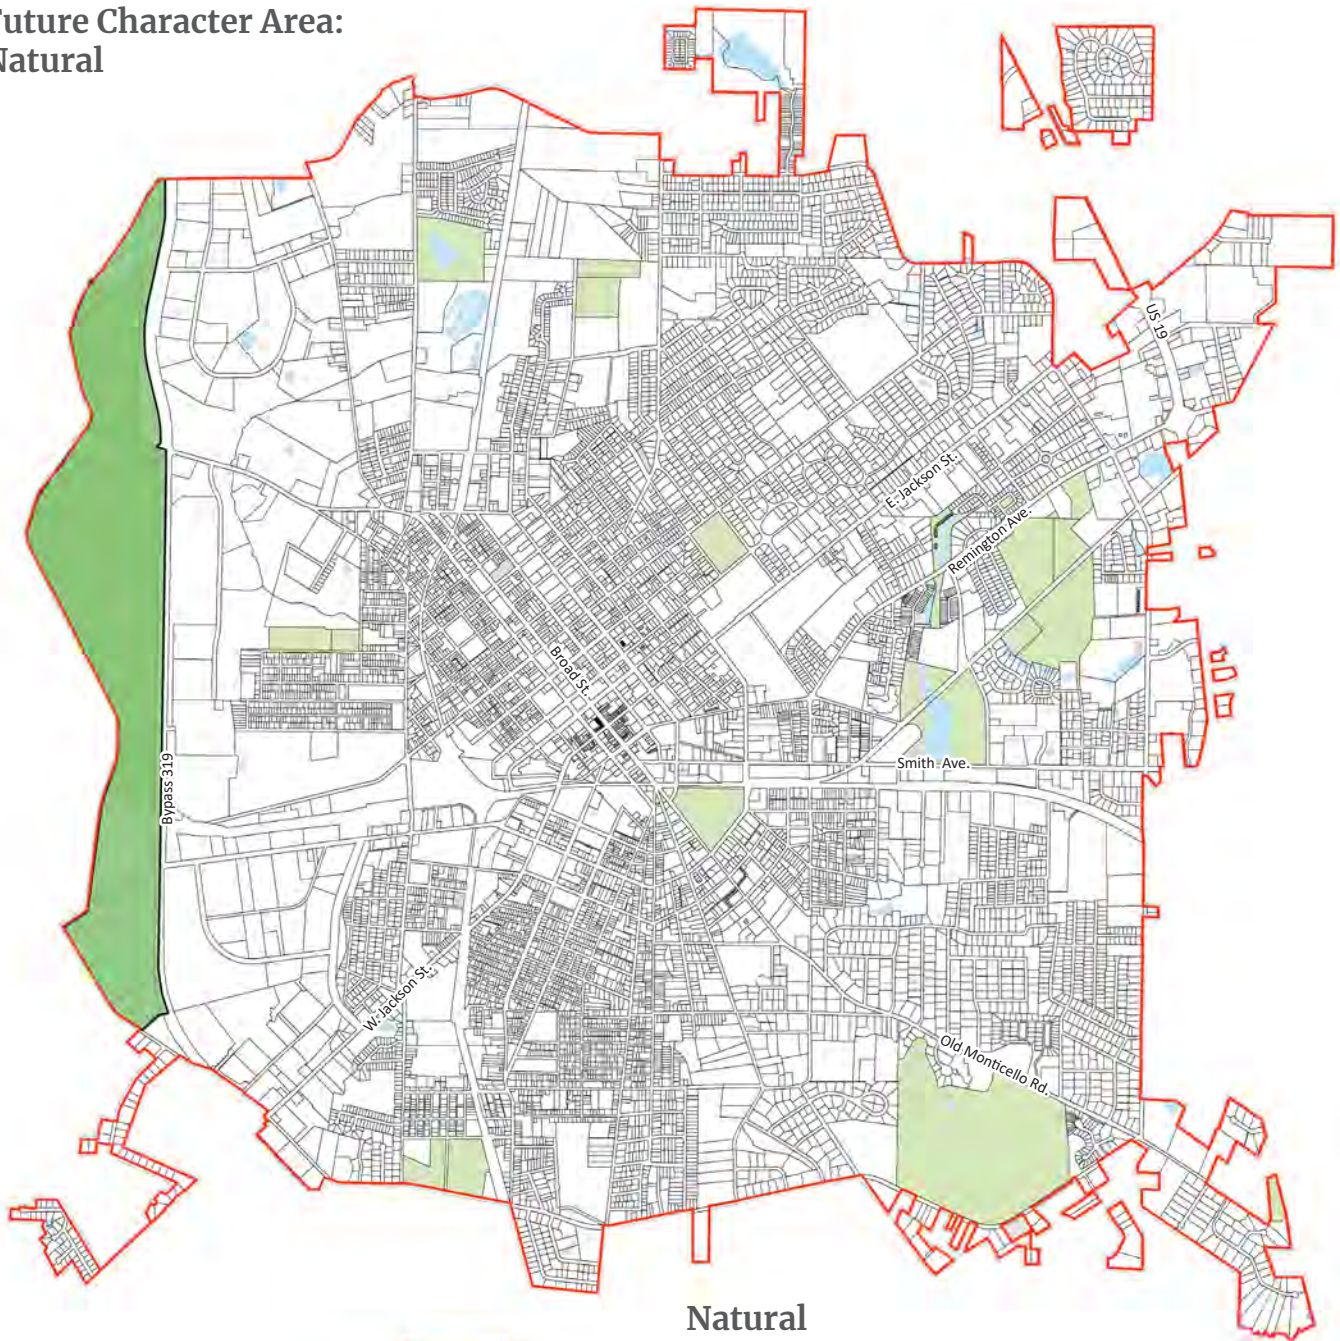 Future Character Area:
Natural
US 19
E. Jackson St.
Remington Ave.
Broad St.
Smith Ave.
Bypass 319
W. Jackson St.
Old Monticello Rd.
Natural